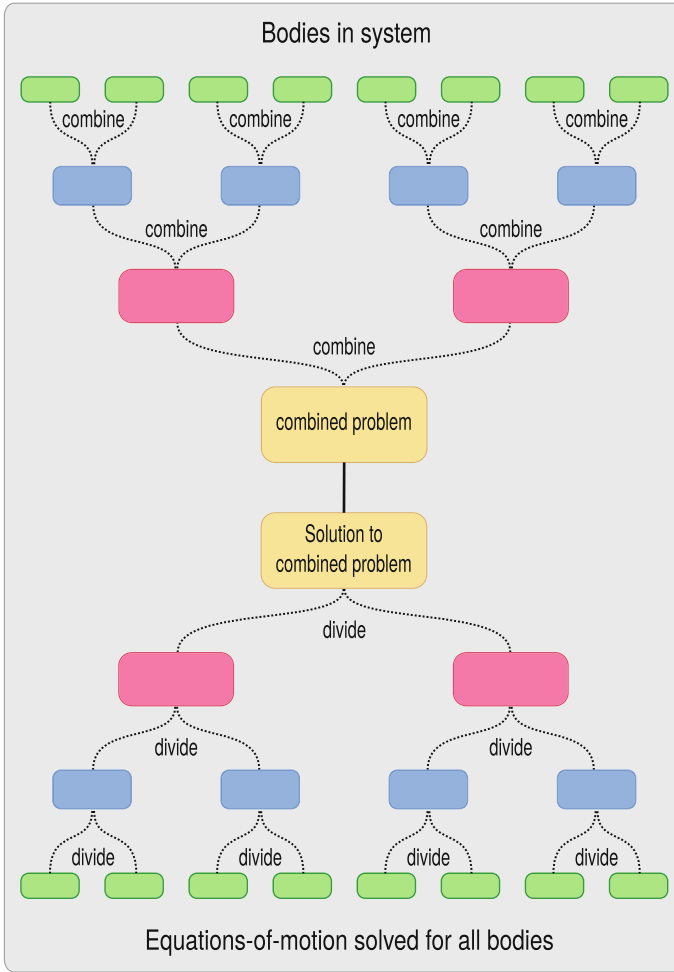 Bodies in system
combine combine combine combine
combine combine
combine
combined problem
Solution to
combined problem
divide
divide divide
divide divide divide divide
Equations-of-motion solved for all bodies